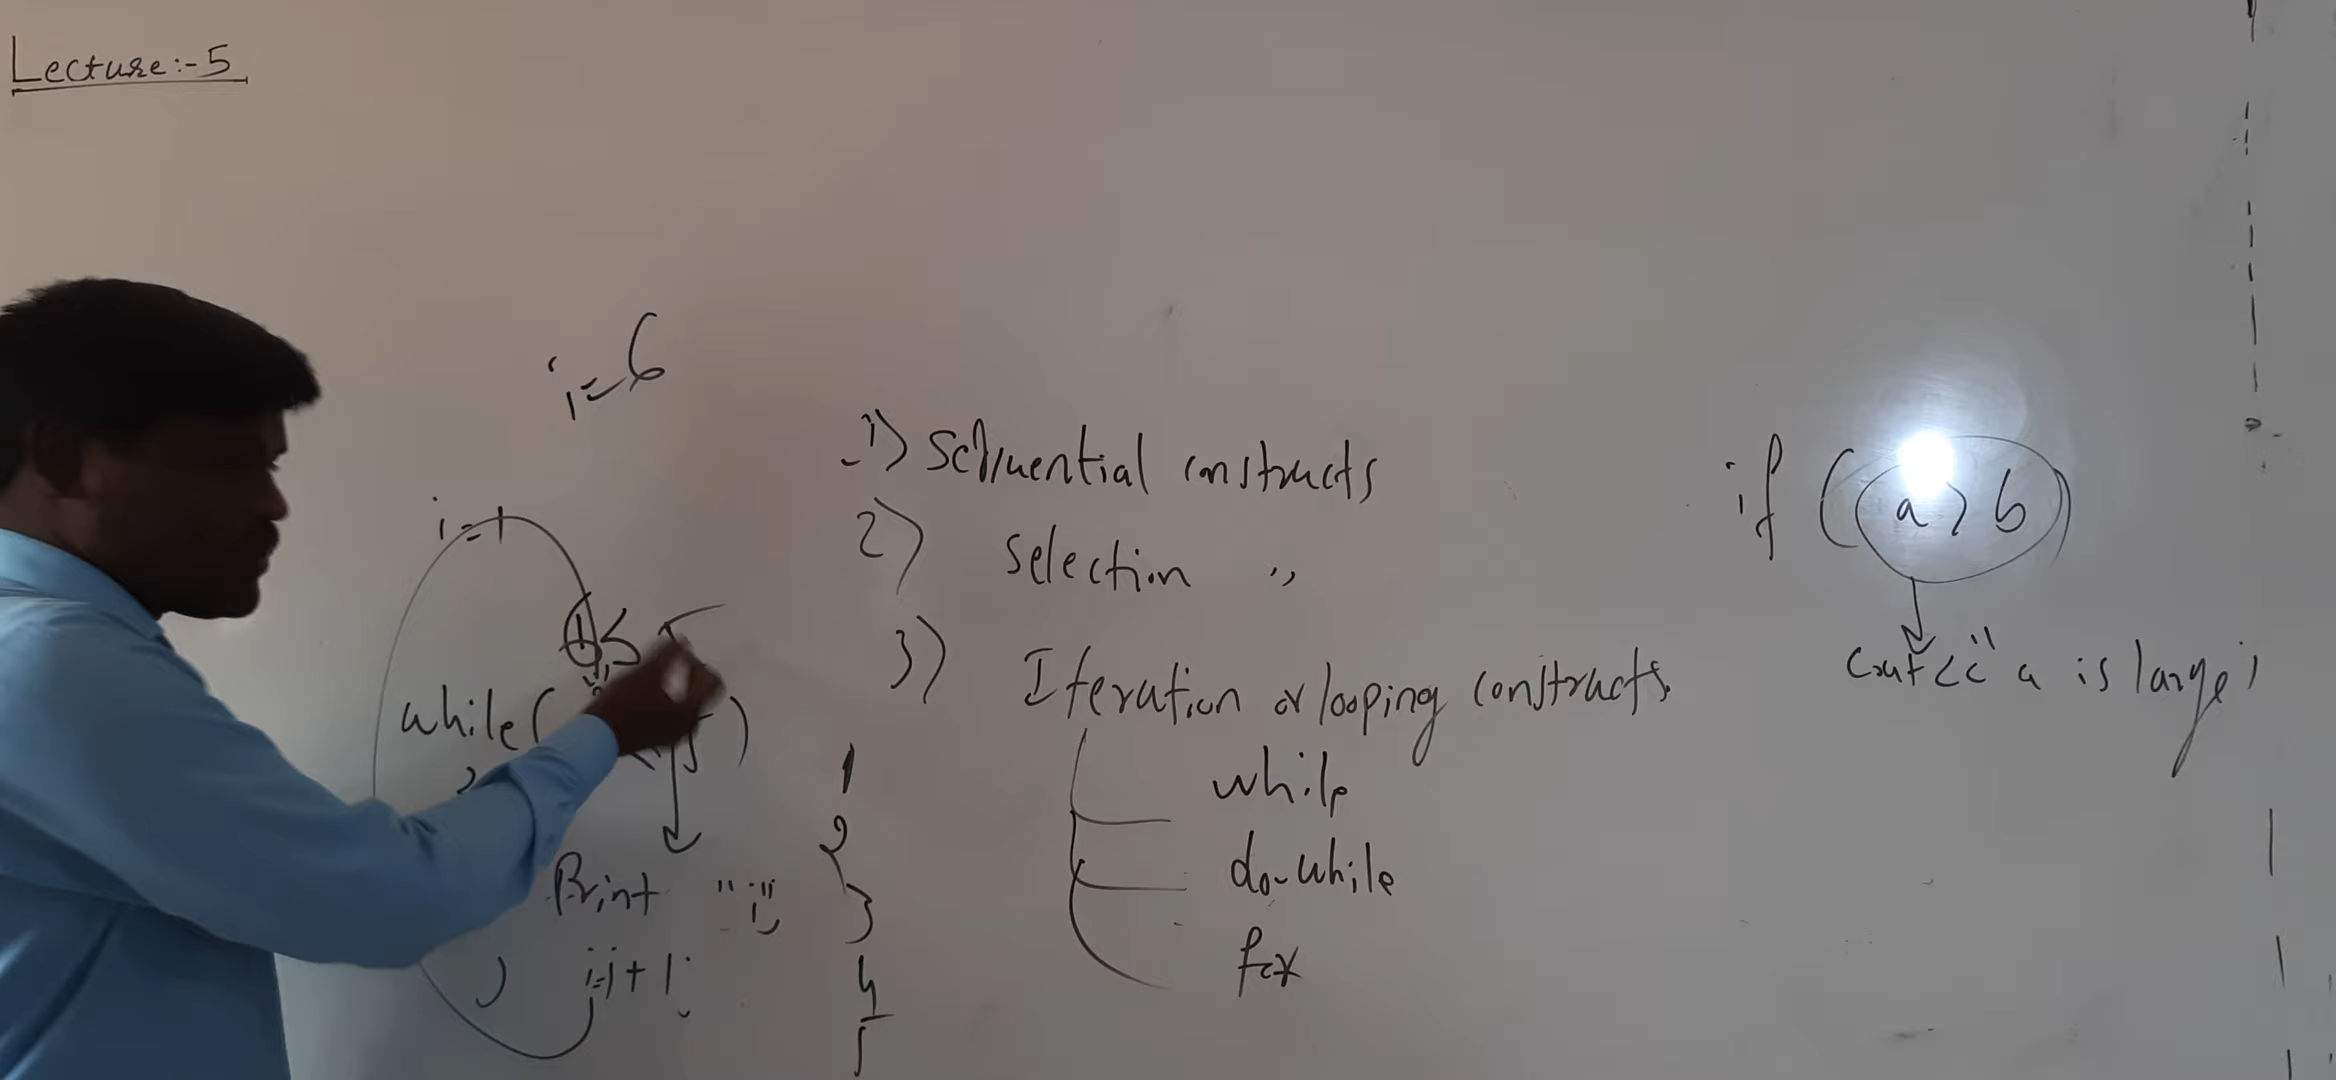 Lecture:-5
i=6
i=1
while(
Print "i"
i=i+1;
1
2
3
4
5
1) Sequential constructs
2) Selection "
3) Iteration or looping constructs
while
do-while
for
if (a>b)
cout<<"a is large"